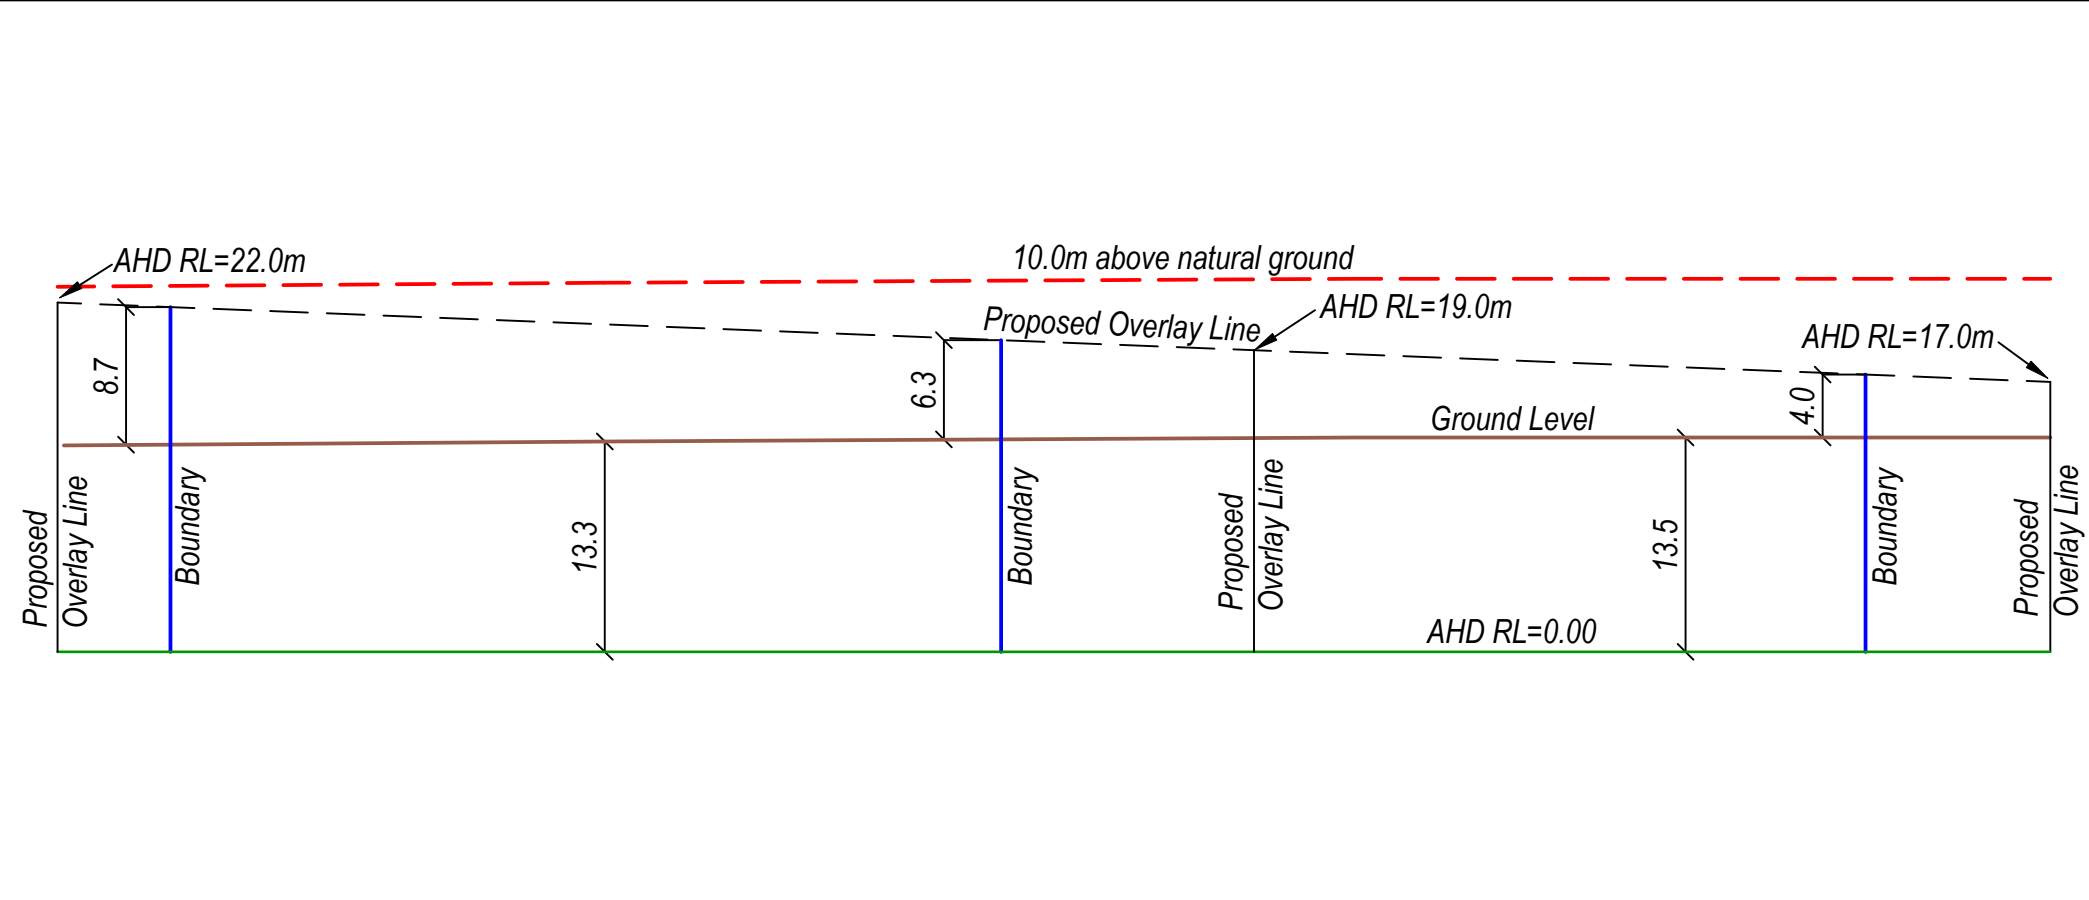 AHD RL=22.0m
10.0m above natural ground
AHD RL=19.0m
Proposed Overlay Line
AHD RL=17.0m
8.7
6.3
4.0
Ground Level
Proposed
Overlay Line
Boundary
13.3
Boundary
Proposed
Overlay Line
13.5
Boundary
Proposed
Overlay Line
AHD RL=0.00